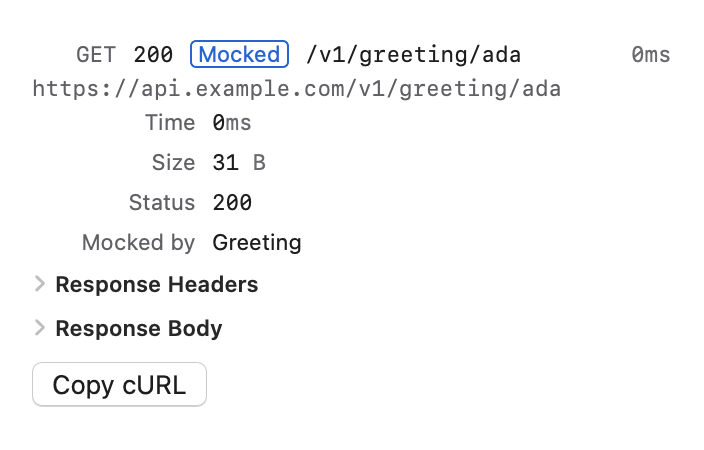 GET 200 Mocked /v1/greeting/ada 0ms
https://api.example.com/v1/greeting/ada
Time 0ms
Size 31 B
Status 200
Mocked by Greeting
Response Headers
Response Body
Copy cURL